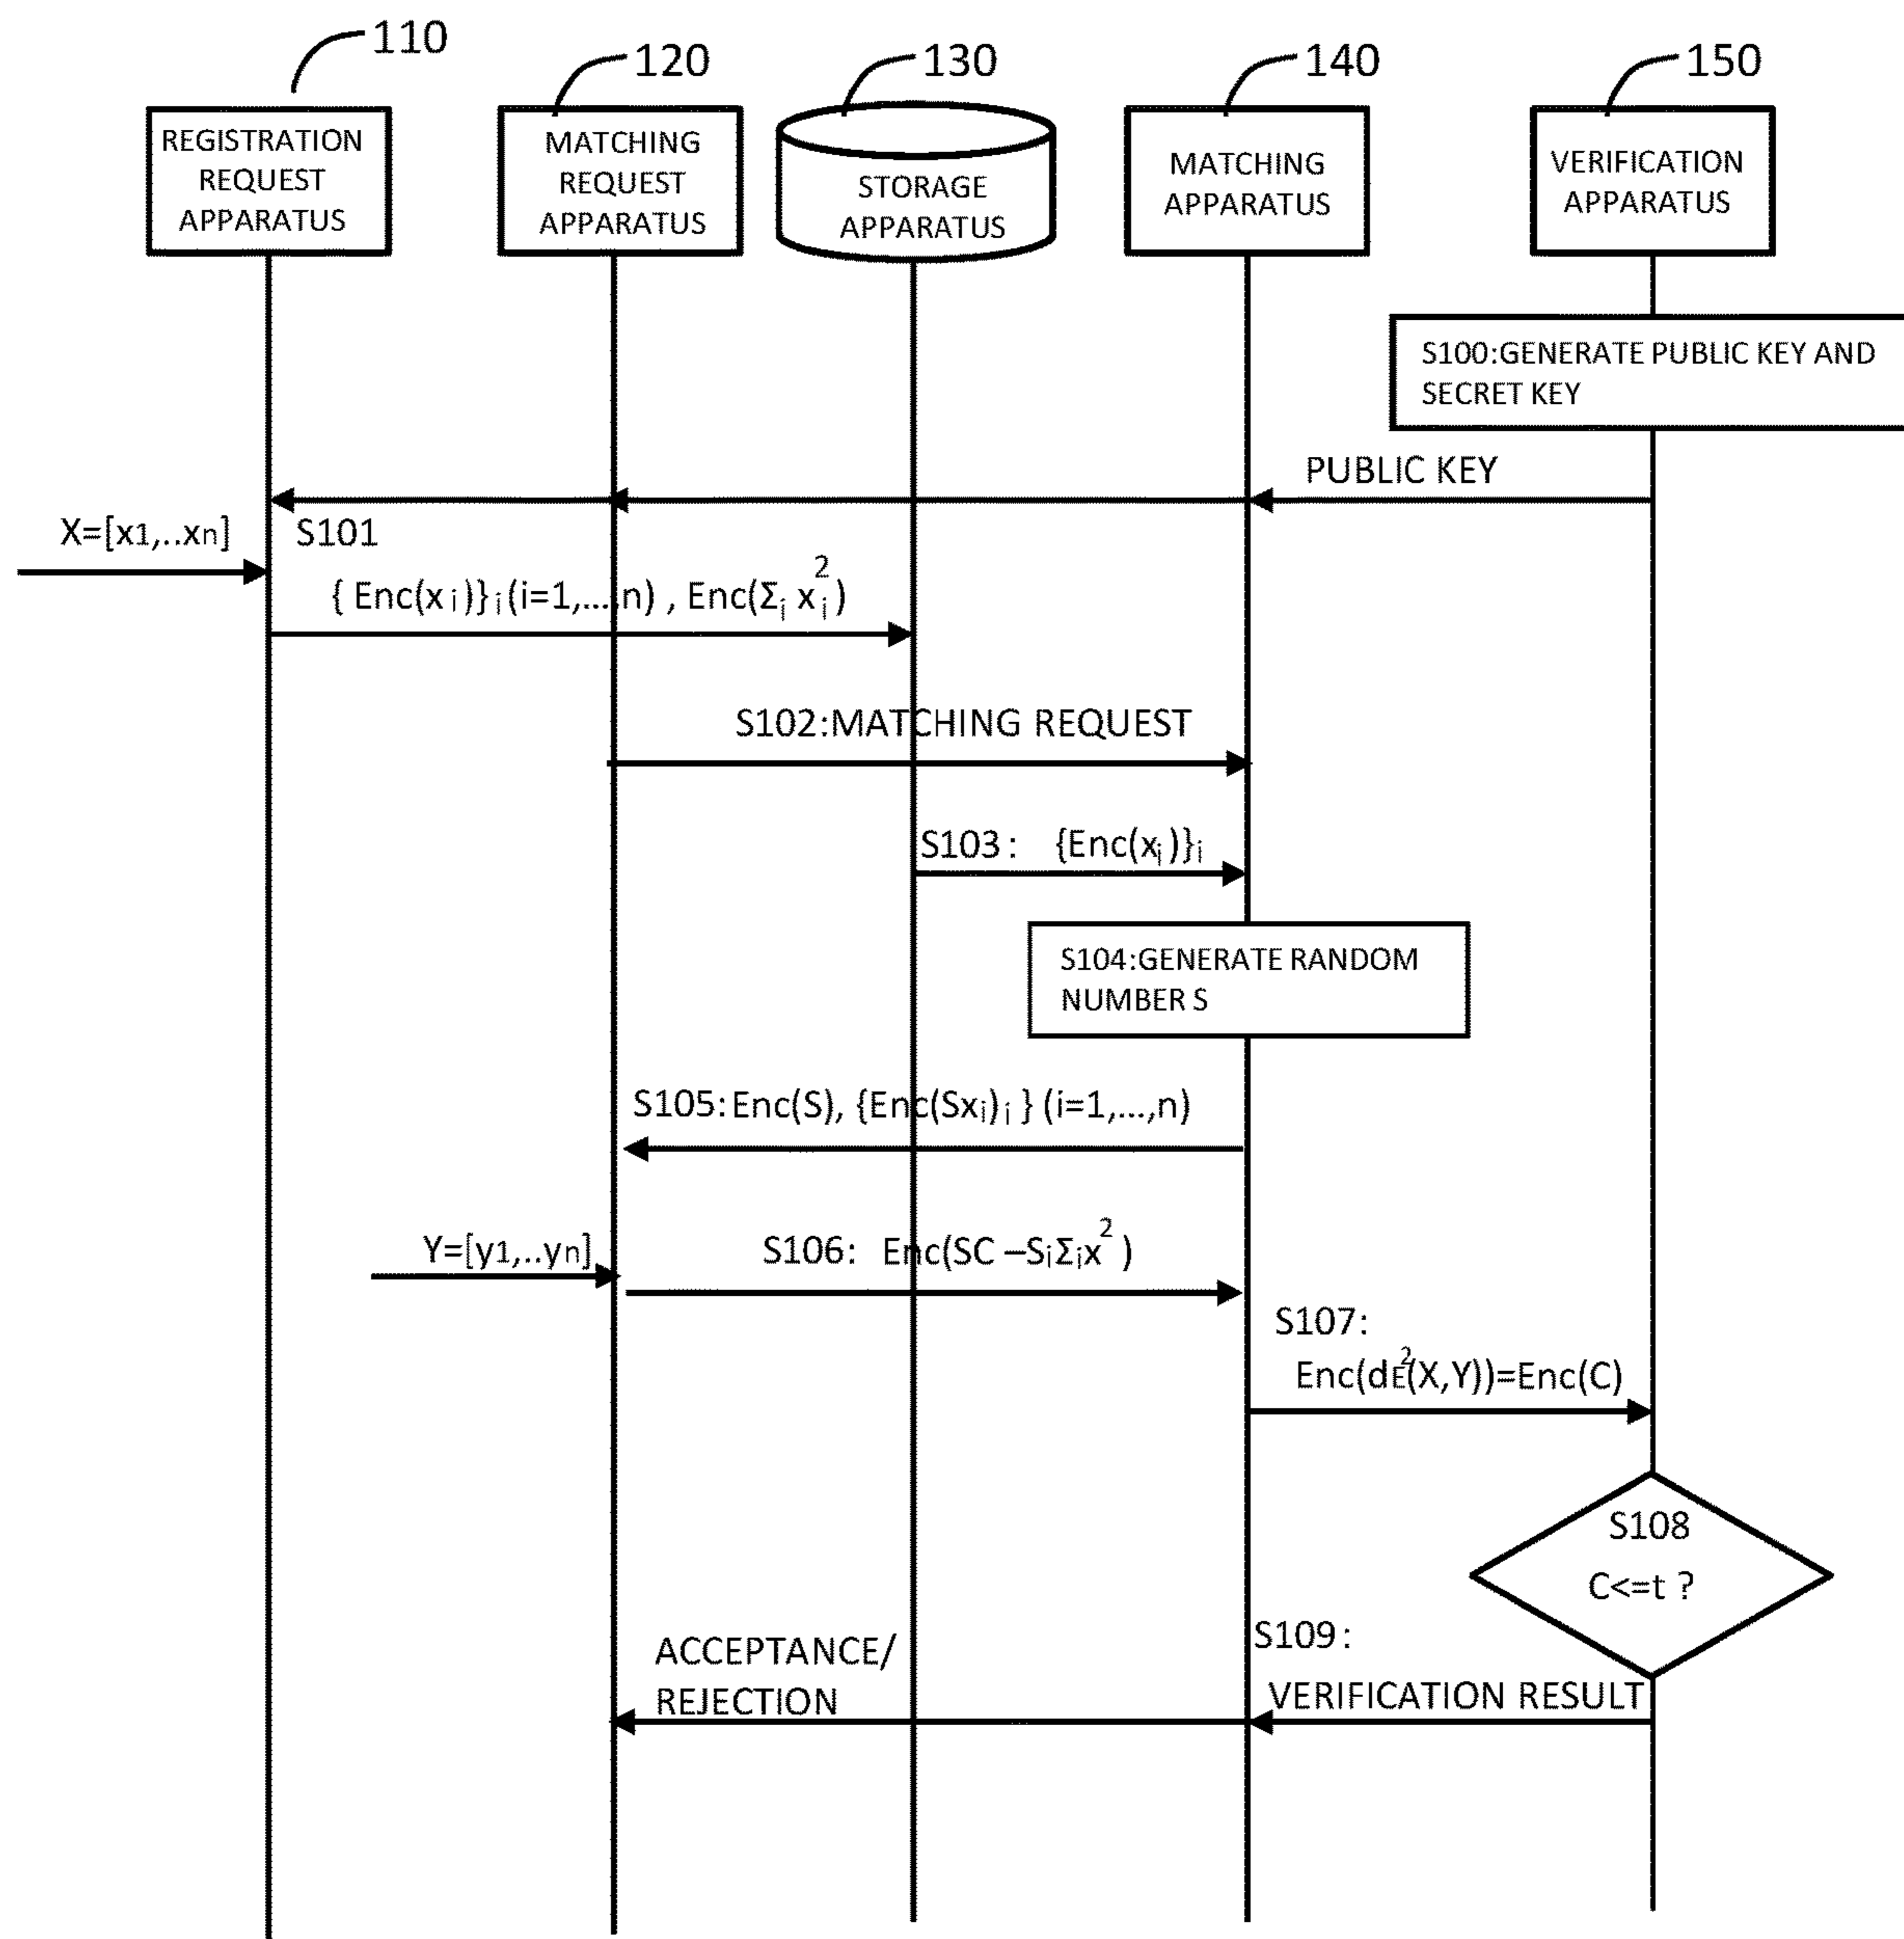 110
120
130
140
150
REGISTRATION
REQUEST
APPARATUS
MATCHING
REQUEST
APPARATUS
STORAGE
APPARATUS
MATCHING
APPARATUS
VERIFICATION
APPARATUS
S100:GENERATE PUBLIC KEY AND
SECRET KEY
PUBLIC KEY
X=[x1,..xn]
S101
{ Enc(xi)}i(i=1,...,n) , Enc(Σi xi²)
S102:MATCHING REQUEST
S103: {Enc(xi)}i
S104:GENERATE RANDOM
NUMBER S
S105:Enc(S), {Enc(Sxi)i } (i=1,...,n)
Y=[y1,..yn]
S106: Enc(SC –SiΣix²)
S107:
Enc(dE²(X,Y))=Enc(C)
S108
C<=t ?
S109:
ACCEPTANCE/
REJECTION
VERIFICATION RESULT